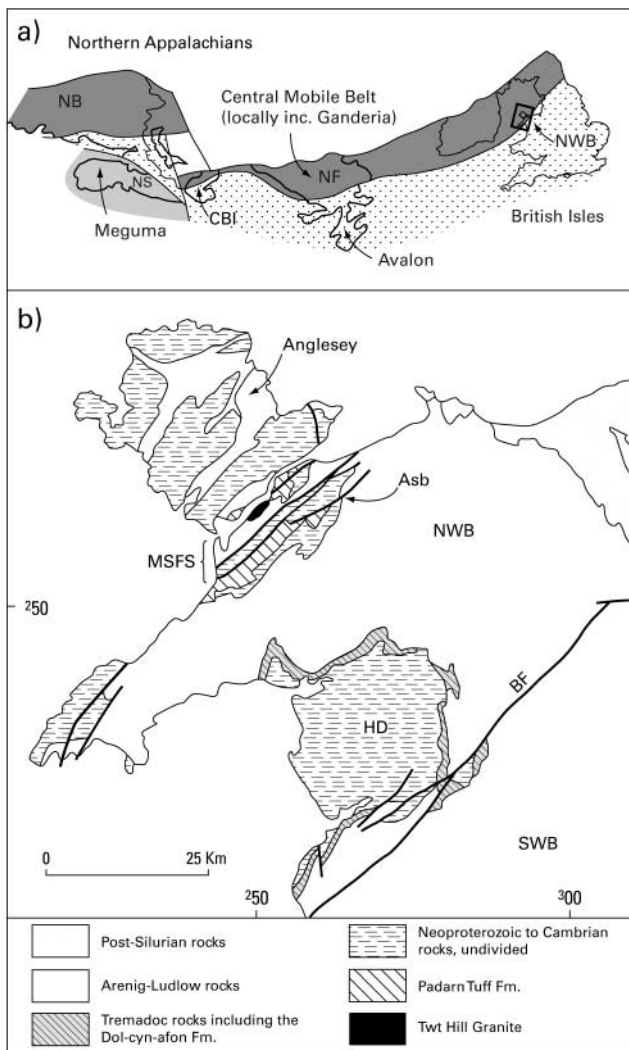 a)
Northern Appalachians
NB
Central Mobile Belt
(locally inc. Ganderia)
NWB
NS
NF
CBI
Meguma
British Isles
Avalon
b)
Anglesey
Asb
NWB
MSFS
250
BF
HD
SWB
0 25 Km
250 300
Post-Silurian rocks
Arenig-Ludlow rocks
Tremadoc rocks including the
Dol-cyn-afon Fm.
Neoproterozoic to Cambrian
rocks, undivided
Padarn Tuff Fm.
Twt Hill Granite